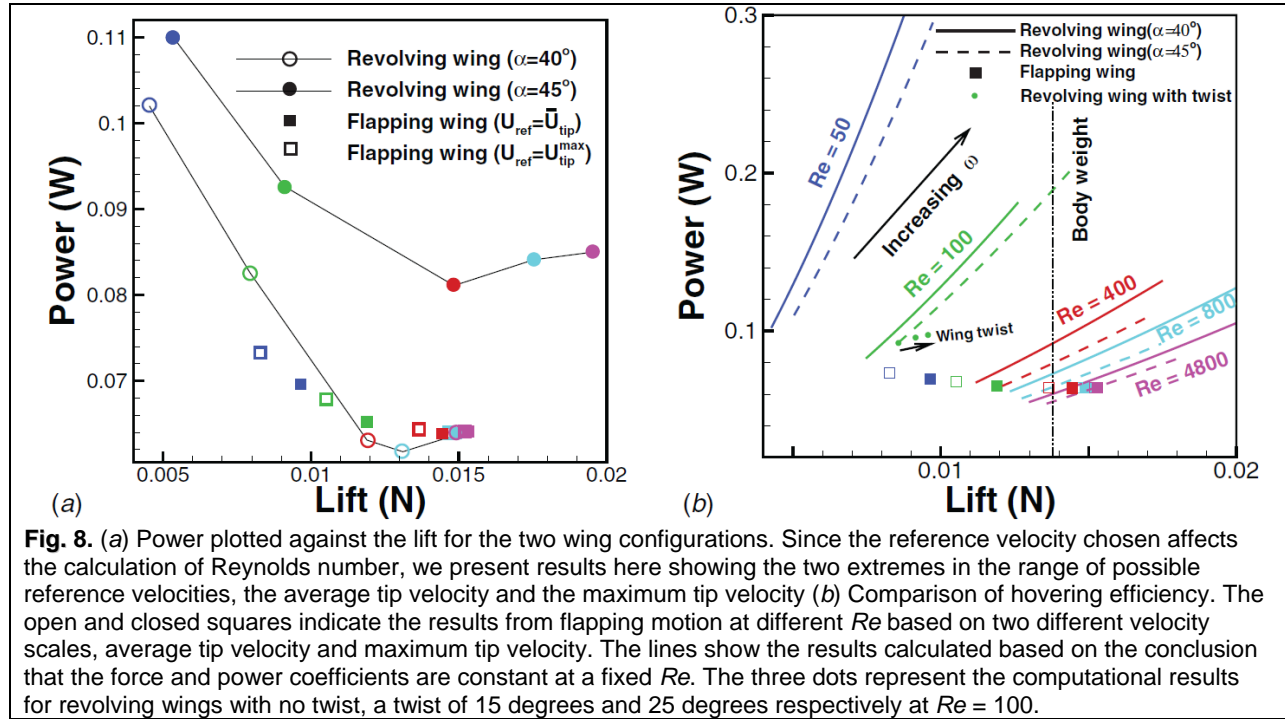 0.11
0.1
0.09
0.08
0.07
Power (W)
0.005
0.01
0.015
0.02
Lift (N)
(a)
Revolving wing (α=40°)
Revolving wing (α=45°)
Flapping wing (U_ref=Ū_tip)
Flapping wing (U_ref=U_tip^max)
0.3
0.2
0.1
Power (W)
0.01
0.02
Lift (N)
(b)
Revolving wing(α=40°)
Revolving wing(α=45°)
Flapping wing
Revolving wing with twist
Re = 50
Increasing ω
Re = 100
Wing twist
Body weight
Re = 400
Re = 800
Re = 4800
Fig. 8. (a) Power plotted against the lift for the two wing configurations. Since the reference velocity chosen affects
the calculation of Reynolds number, we present results here showing the two extremes in the range of possible
reference velocities, the average tip velocity and the maximum tip velocity (b) Comparison of hovering efficiency. The
open and closed squares indicate the results from flapping motion at different Re based on two different velocity
scales, average tip velocity and maximum tip velocity. The lines show the results calculated based on the conclusion
that the force and power coefficients are constant at a fixed Re. The three dots represent the computational results
for revolving wings with no twist, a twist of 15 degrees and 25 degrees respectively at Re = 100.